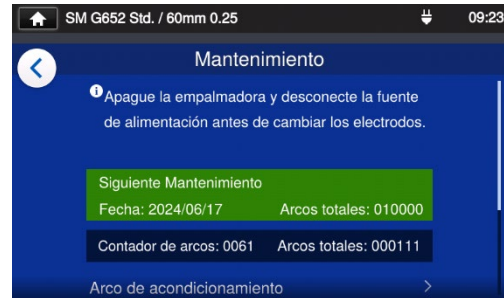 SM G652 Std. / 60mm 0.25 09:23
Mantenimiento
Apague la empalmadora y desconecte la fuente
de alimentación antes de cambiar los electrodos.
Siguiente Mantenimiento
Fecha: 2024/06/17 Arcos totales: 010000
Contador de arcos: 0061 Arcos totales: 000111
Arco de acondicionamiento